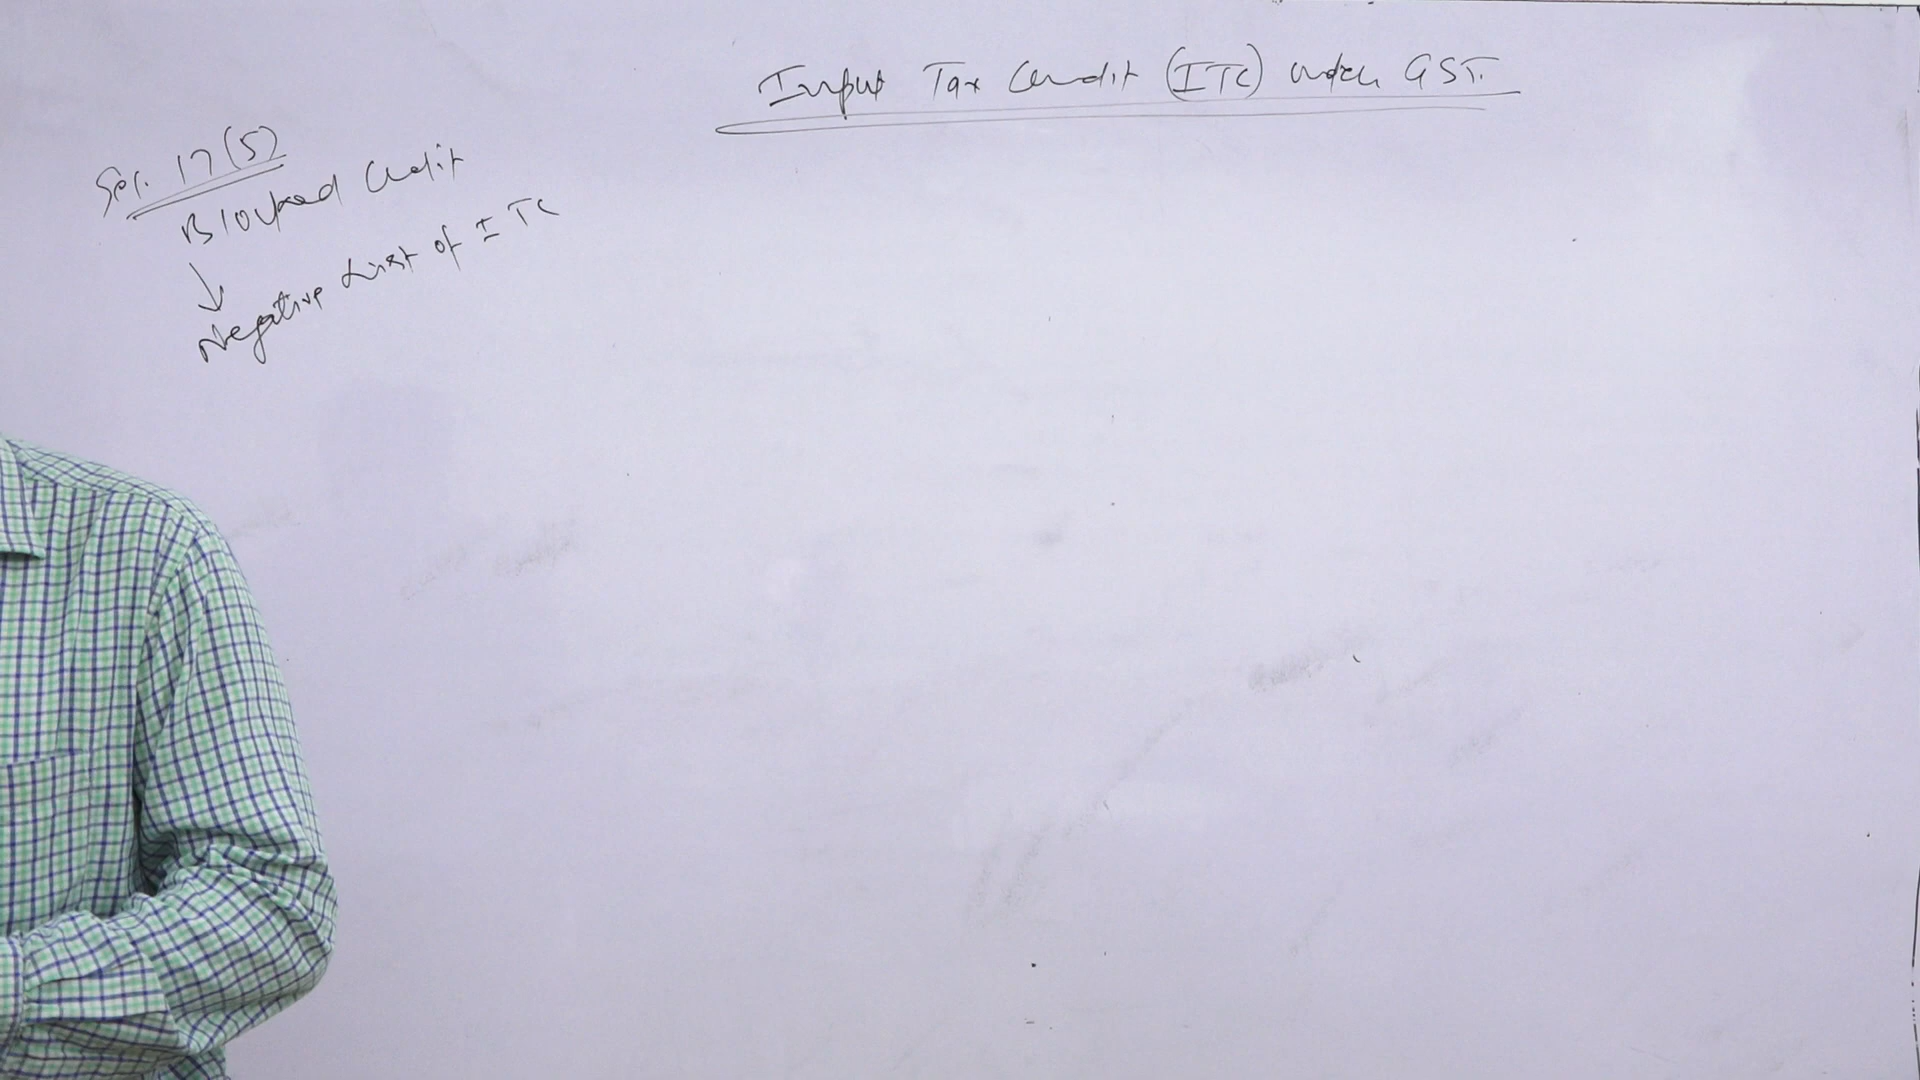 Input Tax Credit (ITC) under GST.
Sec. 17(5)
Blocked Credit
↓
Negative List of ITC